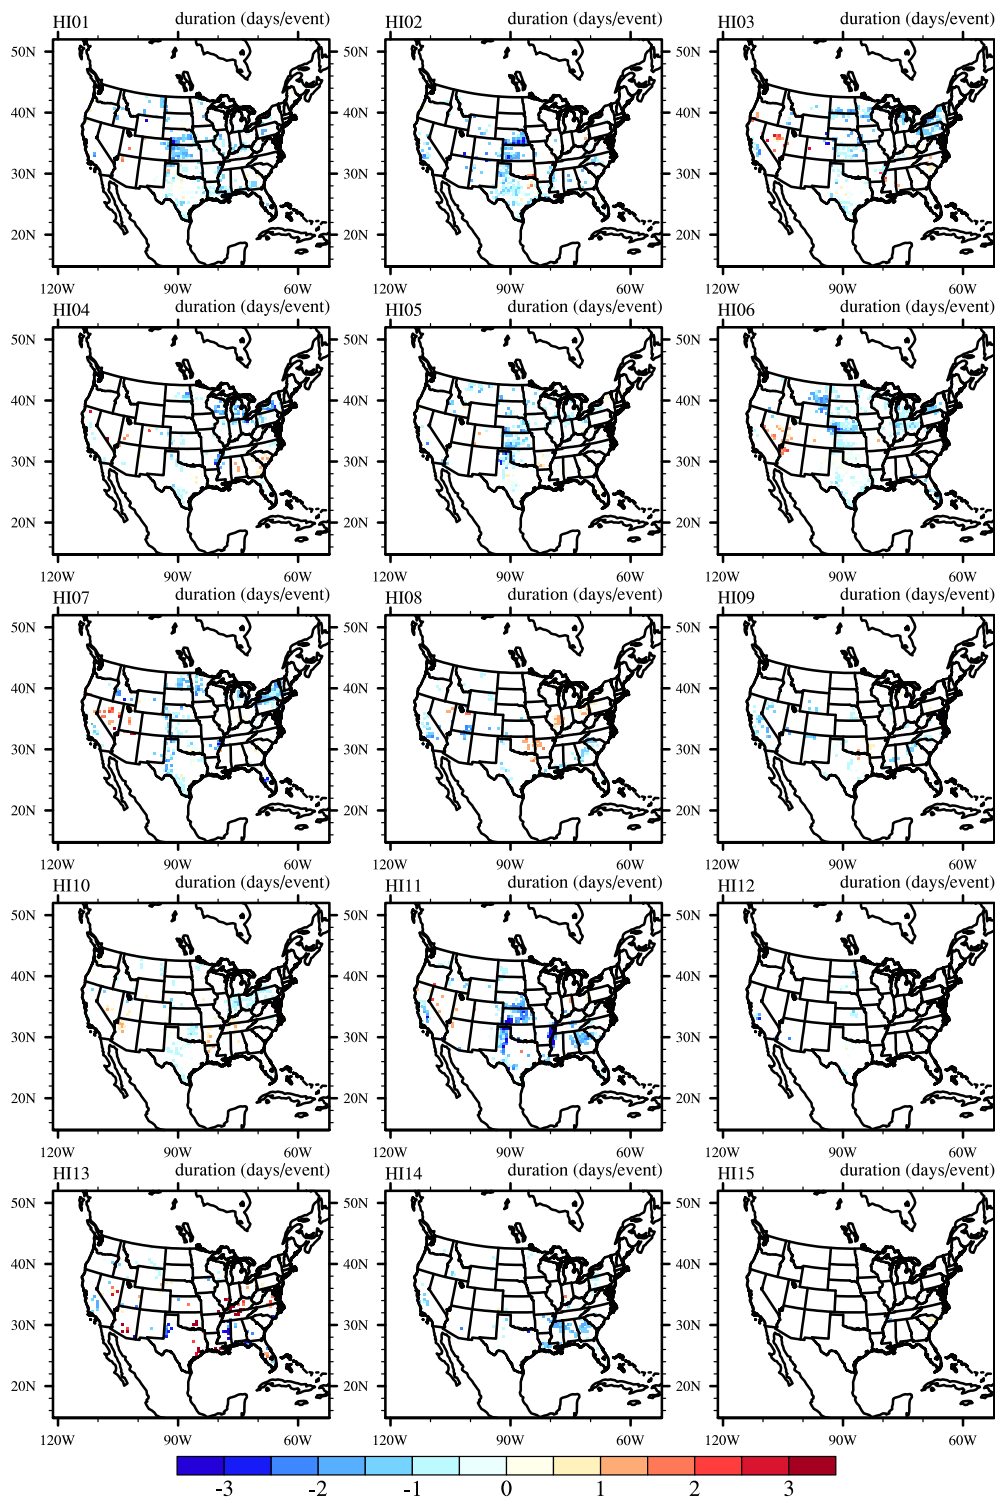 HI01 duration (days/event) HI02 duration (days/event) HI03 duration (days/event)
50N 50N 50N
40N 40N 40N
30N 30N 30N
20N 20N 20N
120W 90W 60W 120W 90W 60W 120W 90W 60W
HI04 duration (days/event) HI05 duration (days/event) HI06 duration (days/event)
50N 50N 50N
40N 40N 40N
30N 30N 30N
20N 20N 20N
120W 90W 60W 120W 90W 60W 120W 90W 60W
HI07 duration (days/event) HI08 duration (days/event) HI09 duration (days/event)
50N 50N 50N
40N 40N 40N
30N 30N 30N
20N 20N 20N
120W 90W 60W 120W 90W 60W 120W 90W 60W
HI10 duration (days/event) HI11 duration (days/event) HI12 duration (days/event)
50N 50N 50N
40N 40N 40N
30N 30N 30N
20N 20N 20N
120W 90W 60W 120W 90W 60W 120W 90W 60W
HI13 duration (days/event) HI14 duration (days/event) HI15 duration (days/event)
50N 50N 50N
40N 40N 40N
30N 30N 30N
20N 20N 20N
120W 90W 60W 120W 90W 60W 120W 90W 60W
-3 -2 -1 0 1 2 3